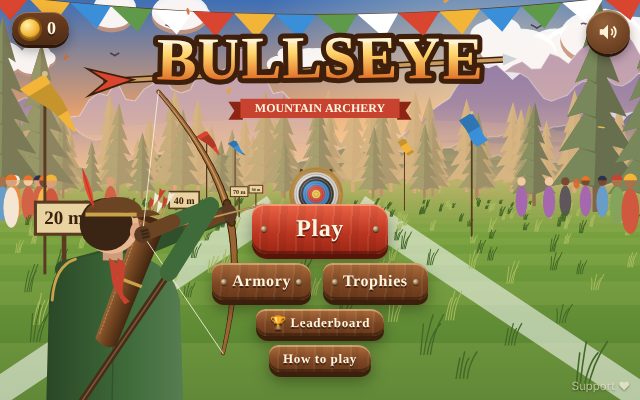 0
BULLSEYE
MOUNTAIN ARCHERY
70 m
40 m
20 m
Play
Armory
Trophies
Leaderboard
How to play
Support